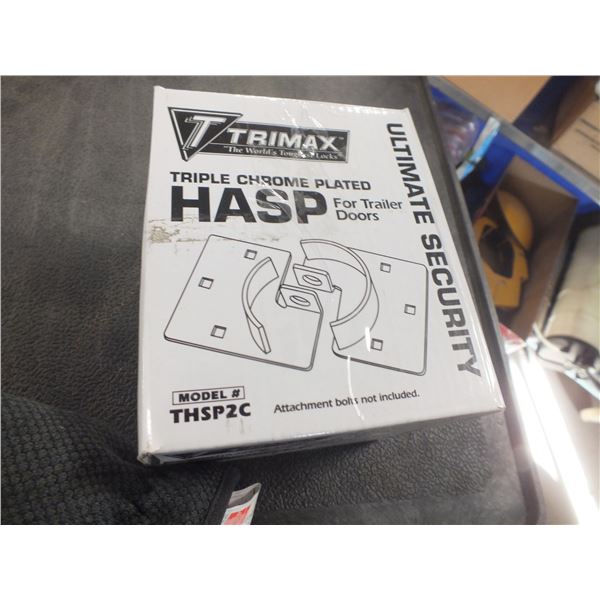 TRIMAX
"The World's Toughest Locks"
TRIPLE CHROME PLATED
HASP For Trailer
Doors
ULTIMATE SECURITY
MODEL #
THSP2C
Attachment bolts not included.